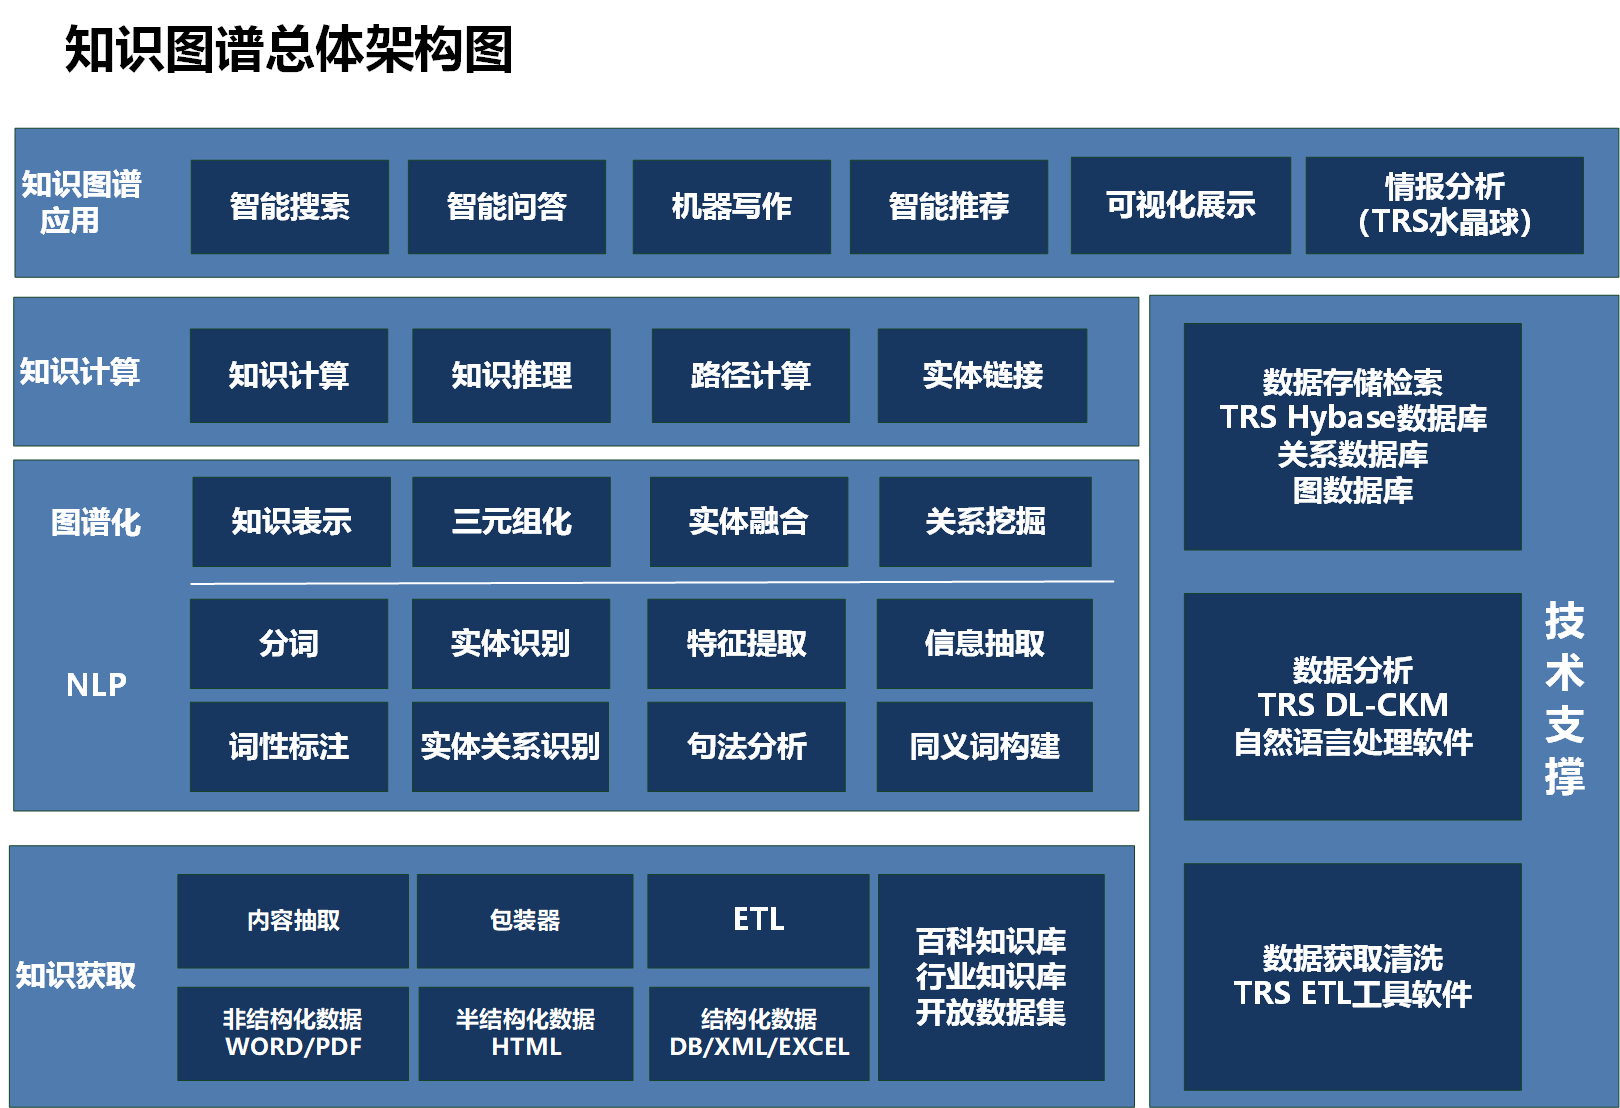 知识图谱总体架构图
知识图谱
应用
智能搜索
智能问答
机器写作
智能推荐
可视化展示
情报分析
（TRS水晶球）
知识计算
知识计算
知识推理
路径计算
实体链接
图谱化
知识表示
三元组化
实体融合
关系挖掘
NLP
分词
实体识别
特征提取
信息抽取
词性标注
实体关系识别
句法分析
同义词构建
知识获取
内容抽取
包装器
ETL
非结构化数据
WORD/PDF
半结构化数据
HTML
结构化数据
DB/XML/EXCEL
百科知识库
行业知识库
开放数据集
数据存储检索
TRS Hybase数据库
关系数据库
图数据库
数据分析
TRS DL-CKM
自然语言处理软件
数据获取清洗
TRS ETL工具软件
技术支撑